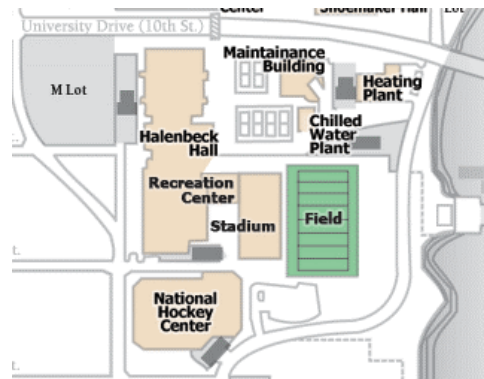 Center
Shoemaker Hall
Lot
University Drive (10th St.)
Maintainance
Building
M Lot
Heating
Plant
Chilled
Water
Plant
Halenbeck
Hall
Recreation
Center
Stadium
Field
National
Hockey
Center